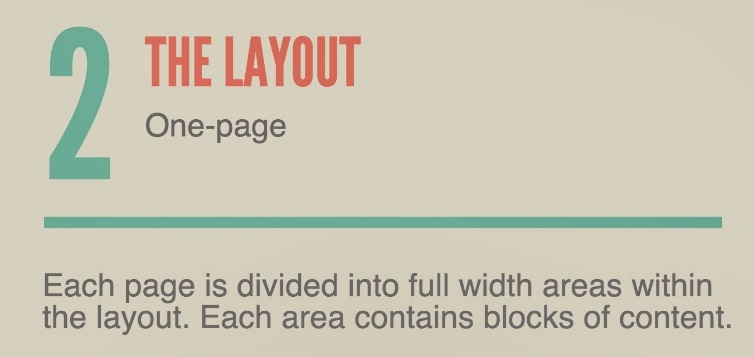 2
THE LAYOUT
One-page
Each page is divided into full width areas within
the layout. Each area contains blocks of content.